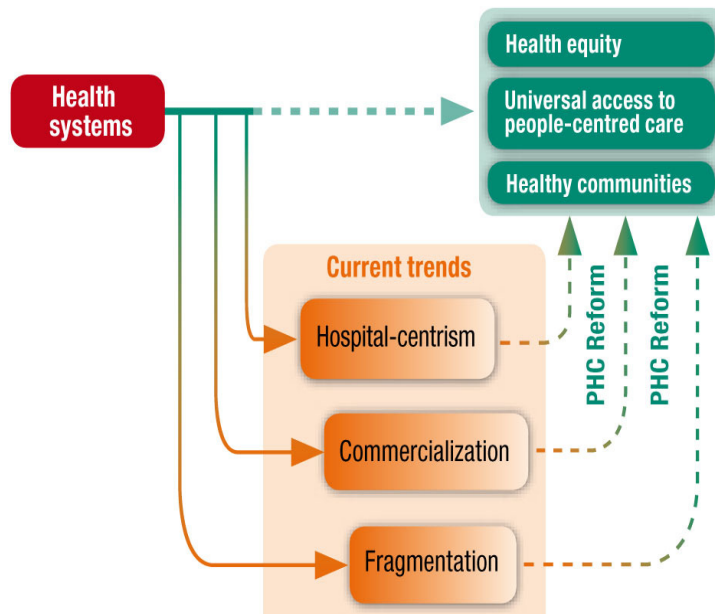 Health
systems
Health equity
Universal access to
people-centred care
Healthy communities
Current trends
Hospital-centrism
Commercialization
Fragmentation
PHC Reform
PHC Reform